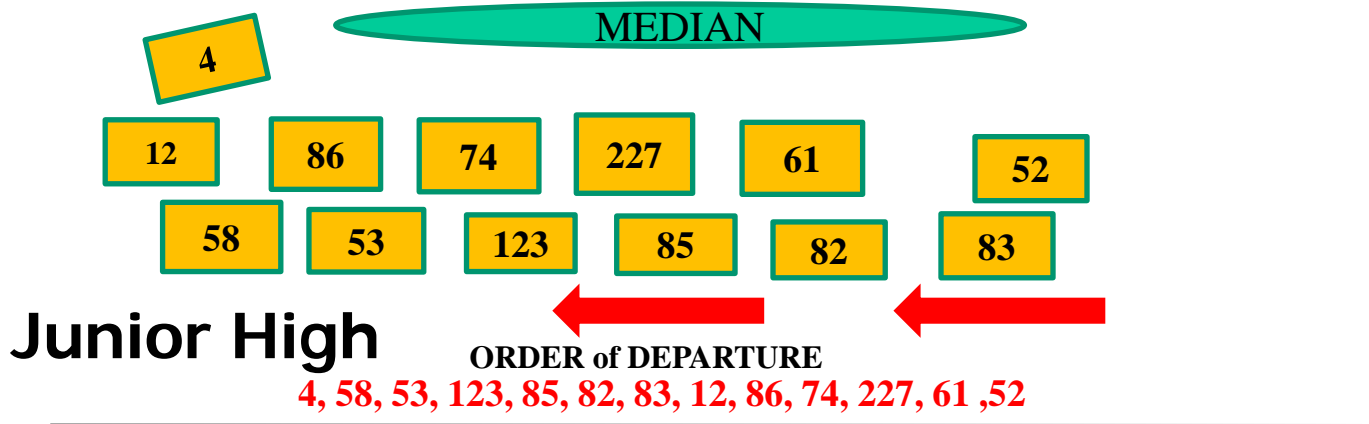 MEDIAN
4
12 86 74 227 61 52
58 53 123 85 82 83
Junior High
ORDER of DEPARTURE
4, 58, 53, 123, 85, 82, 83, 12, 86, 74, 227, 61 ,52